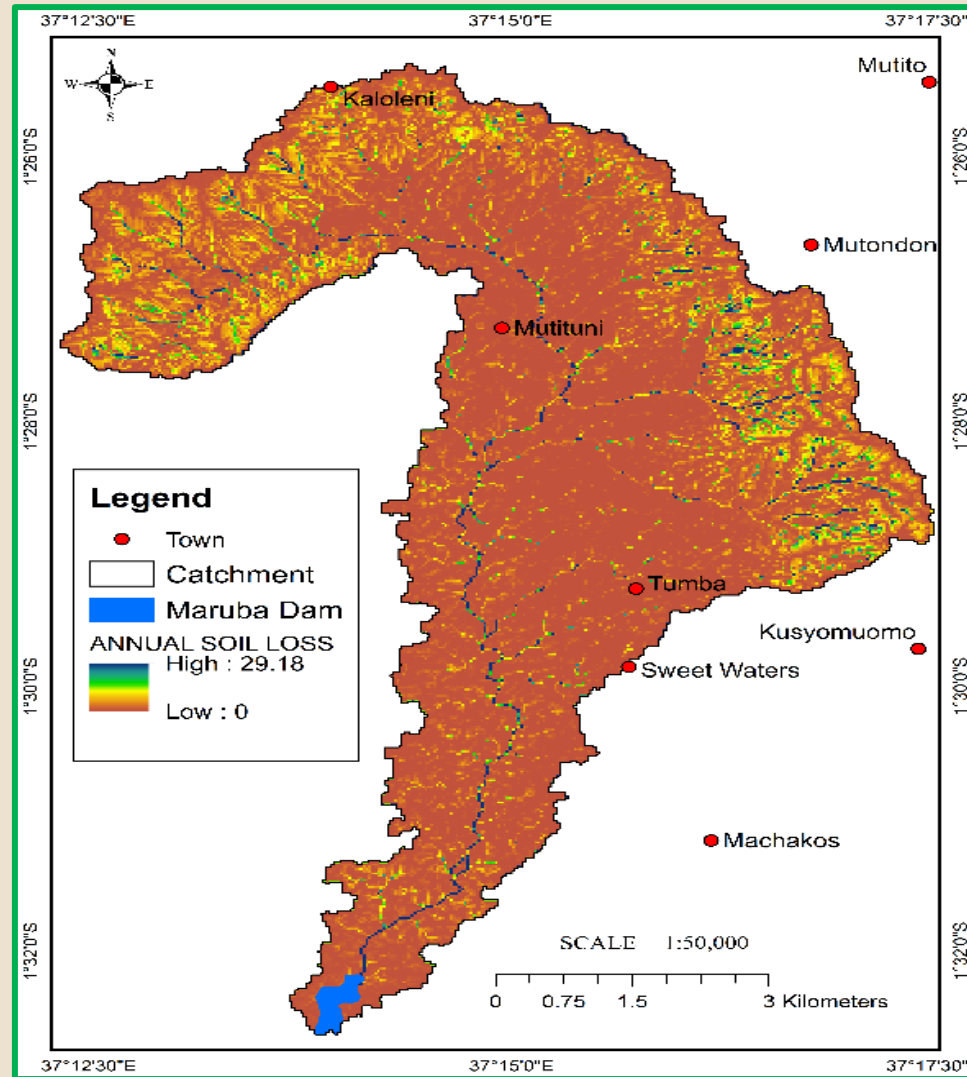 37°12'30"E 37°15'0"E 37°17'30"E
N
W E
S
Kaloleni
Mutito
1°26'0"S 1°26'0"S
Mutondon
Mutituni
1°28'0"S 1°28'0"S
Legend
Town
Catchment
Maruba Dam
ANNUAL SOIL LOSS
High : 29.18
Low : 0
Tumba
Kusyomuomo
Sweet Waters
1°30'0"S 1°30'0"S
Machakos
SCALE 1:50,000
1°32'0"S 1°32'0"S
0 0.75 1.5 3 Kilometers
37°12'30"E 37°15'0"E 37°17'30"E